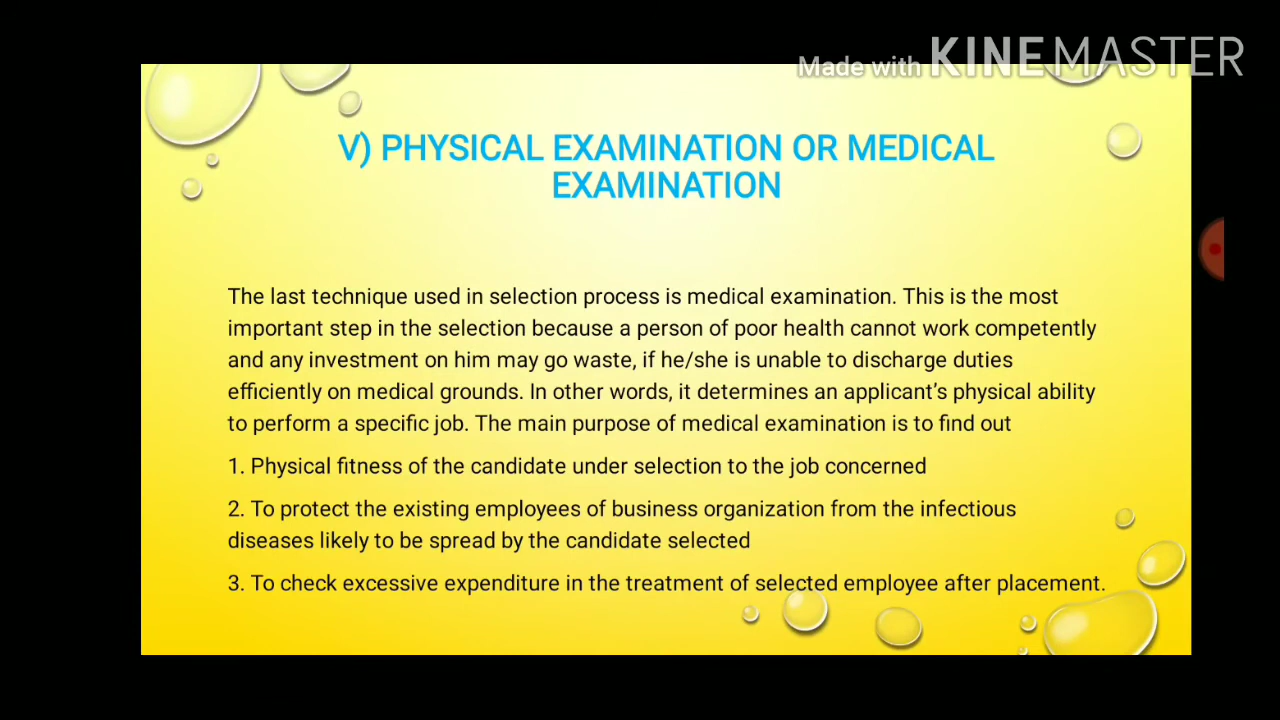 Made with KINEMASTER
V) PHYSICAL EXAMINATION OR MEDICAL
EXAMINATION
The last technique used in selection process is medical examination. This is the most
important step in the selection because a person of poor health cannot work competently
and any investment on him may go waste, if he/she is unable to discharge duties
efficiently on medical grounds. In other words, it determines an applicant’s physical ability
to perform a specific job. The main purpose of medical examination is to find out
1. Physical fitness of the candidate under selection to the job concerned
2. To protect the existing employees of business organization from the infectious
diseases likely to be spread by the candidate selected
3. To check excessive expenditure in the treatment of selected employee after placement.